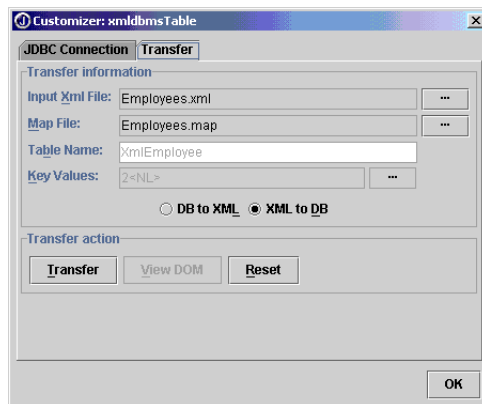 Customizer: xmldbmsTable
JDBC Connection Transfer
Transfer information
Input Xml File: Employees.xml ...
Map File: Employees.map ...
Table Name: XmlEmployee
Key Values: 2<NL> ...
DB to XML XML to DB
Transfer action
Transfer View DOM Reset
OK